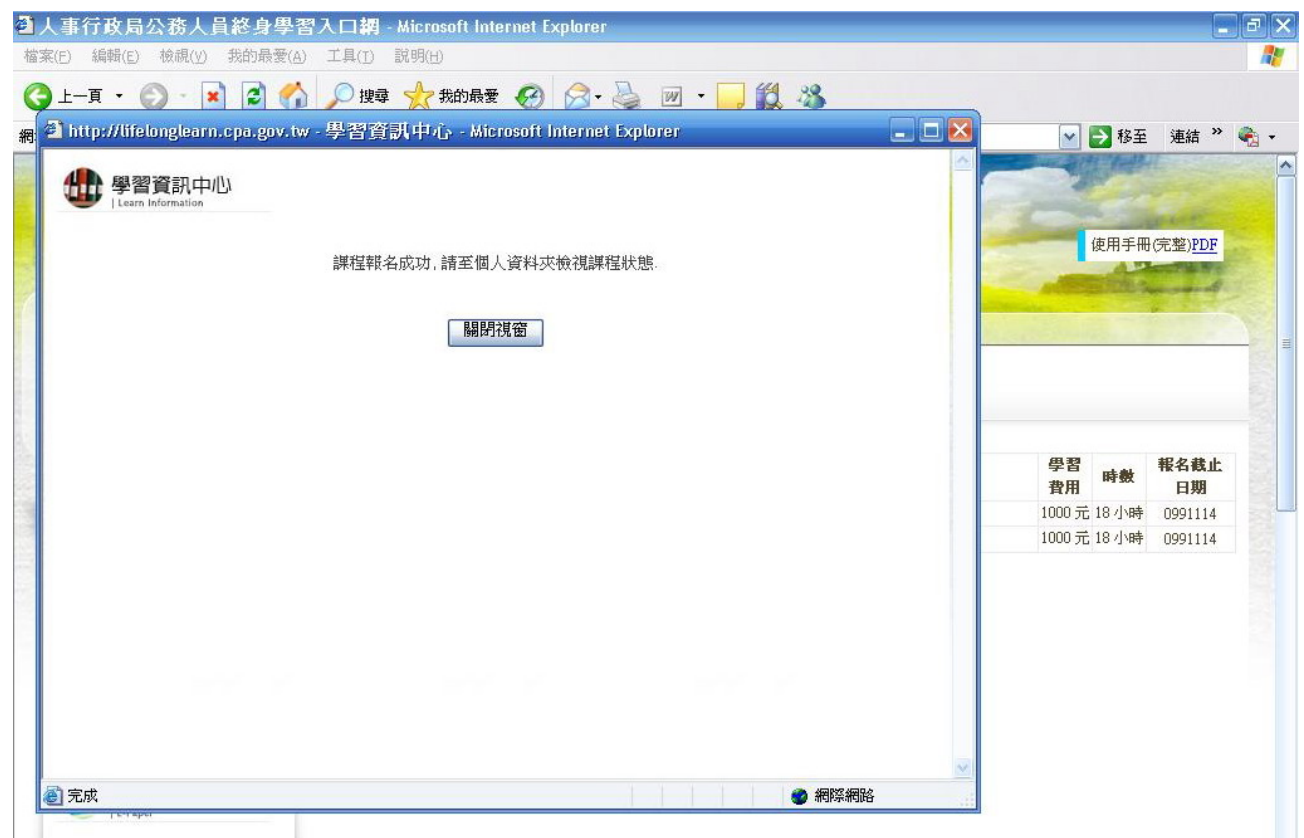 人事行政局公務人員終身學習入口網 - Microsoft Internet Explorer
檔案(F) 編輯(E) 檢視(V) 我的最愛(A) 工具(T) 說明(H)
上一頁 搜尋 我的最愛
網
移至 連結 »
http://lifelonglearn.cpa.gov.tw - 學習資訊中心 - Microsoft Internet Explorer
學習資訊中心
| Learn Information
使用手冊(完整)PDF
課程報名成功, 請至個人資料夾檢視課程狀態.
關閉視窗
學習費用 時數 報名截止日期
1000 元 18 小時 0991114
1000 元 18 小時 0991114
完成 網際網路